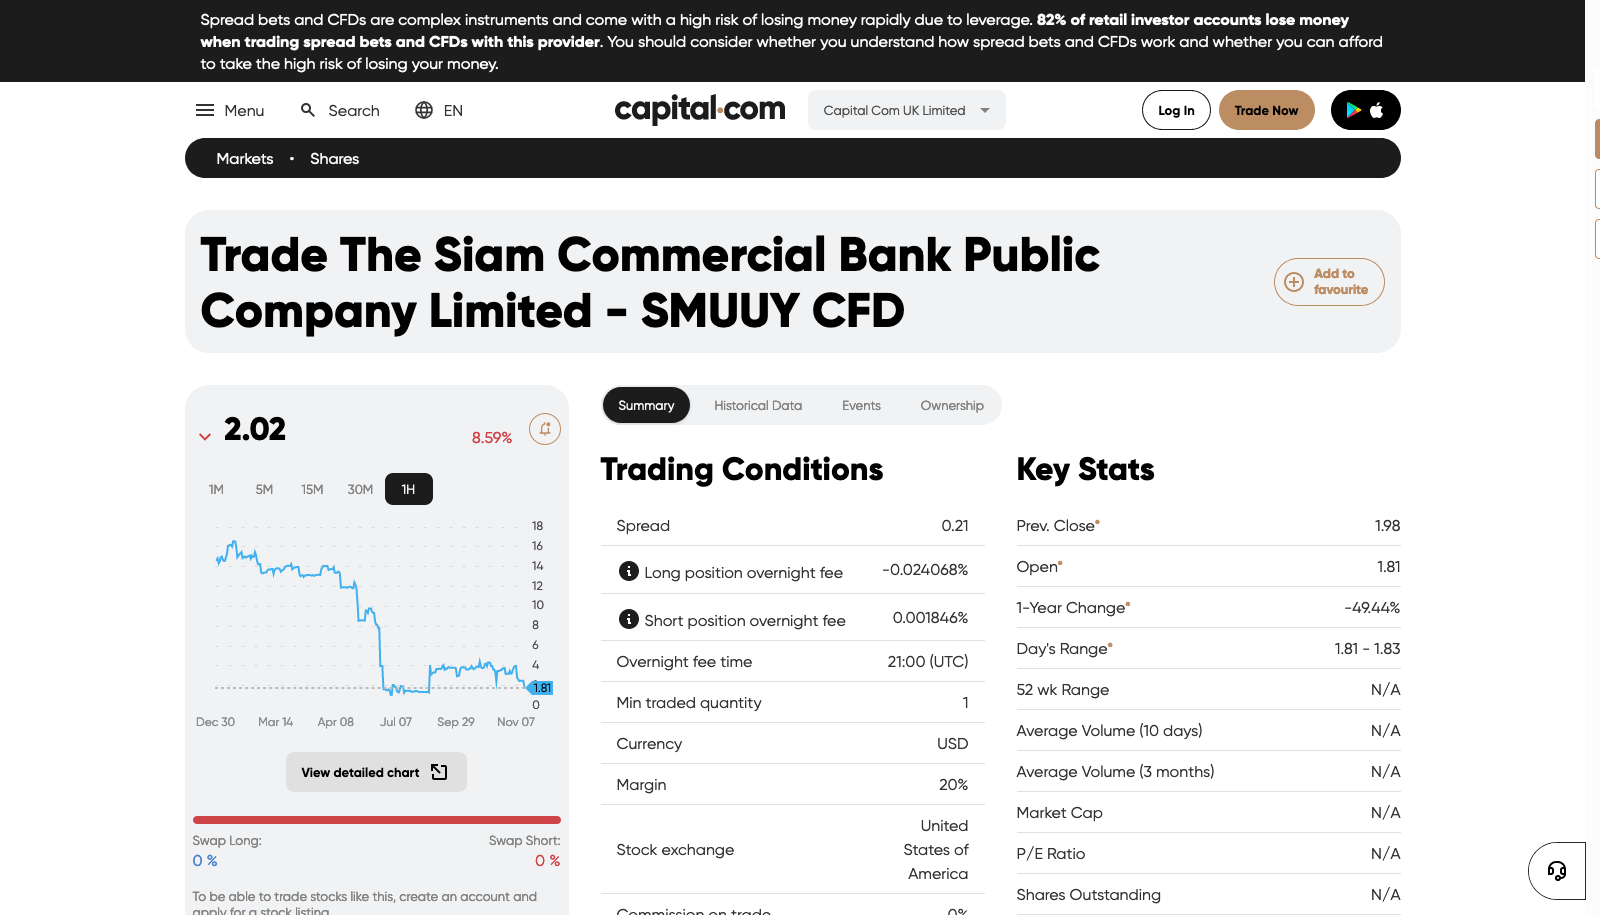 Spread bets and CFDs are complex instruments and come with a high risk of losing money rapidly due to leverage. 82% of retail investor accounts lose money
when trading spread bets and CFDs with this provider. You should consider whether you understand how spread bets and CFDs work and whether you can afford
to take the high risk of losing your money.
Menu Search EN capital.com Capital Com UK Limited Log In Trade Now
Markets • Shares
Trade The Siam Commercial Bank Public
Company Limited - SMUUY CFD
Add to
favourite
2.02 8.59%
1M 5M 15M 30M 1H
18
16
14
12
10
8
6
4
1.81
0
Dec 30 Mar 14 Apr 08 Jul 07 Sep 29 Nov 07
View detailed chart
Swap Long: Swap Short:
0 % 0 %
To be able to trade stocks like this, create an account and
apply for a stock listing
Summary Historical Data Events Ownership
Trading Conditions
Spread 0.21
Long position overnight fee -0.024068%
Short position overnight fee 0.001846%
Overnight fee time 21:00 (UTC)
Min traded quantity 1
Currency USD
Margin 20%
Stock exchange United
States of
America
Commission on trade 0%
Key Stats
Prev. Close* 1.98
Open* 1.81
1-Year Change* -49.44%
Day's Range* 1.81 - 1.83
52 wk Range N/A
Average Volume (10 days) N/A
Average Volume (3 months) N/A
Market Cap N/A
P/E Ratio N/A
Shares Outstanding N/A